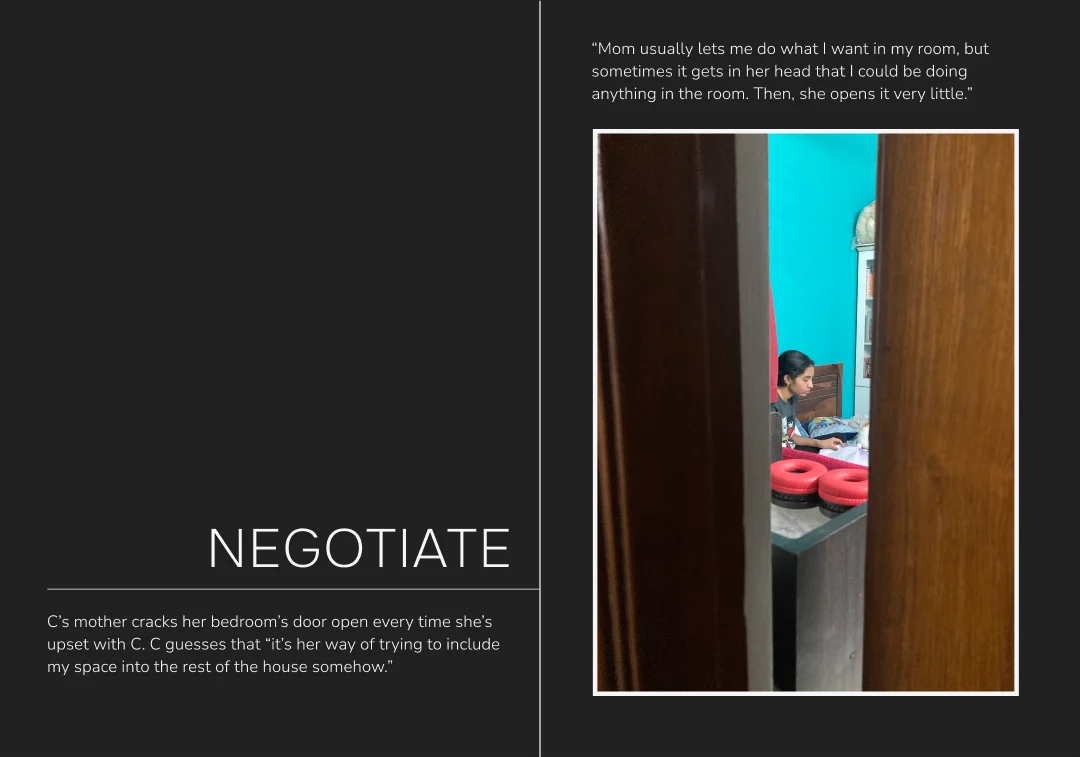 NEGOTIATE
C’s mother cracks her bedroom’s door open every time she’s
upset with C. C guesses that “it’s her way of trying to include
my space into the rest of the house somehow.”
“Mom usually lets me do what I want in my room, but
sometimes it gets in her head that I could be doing
anything in the room. Then, she opens it very little.”